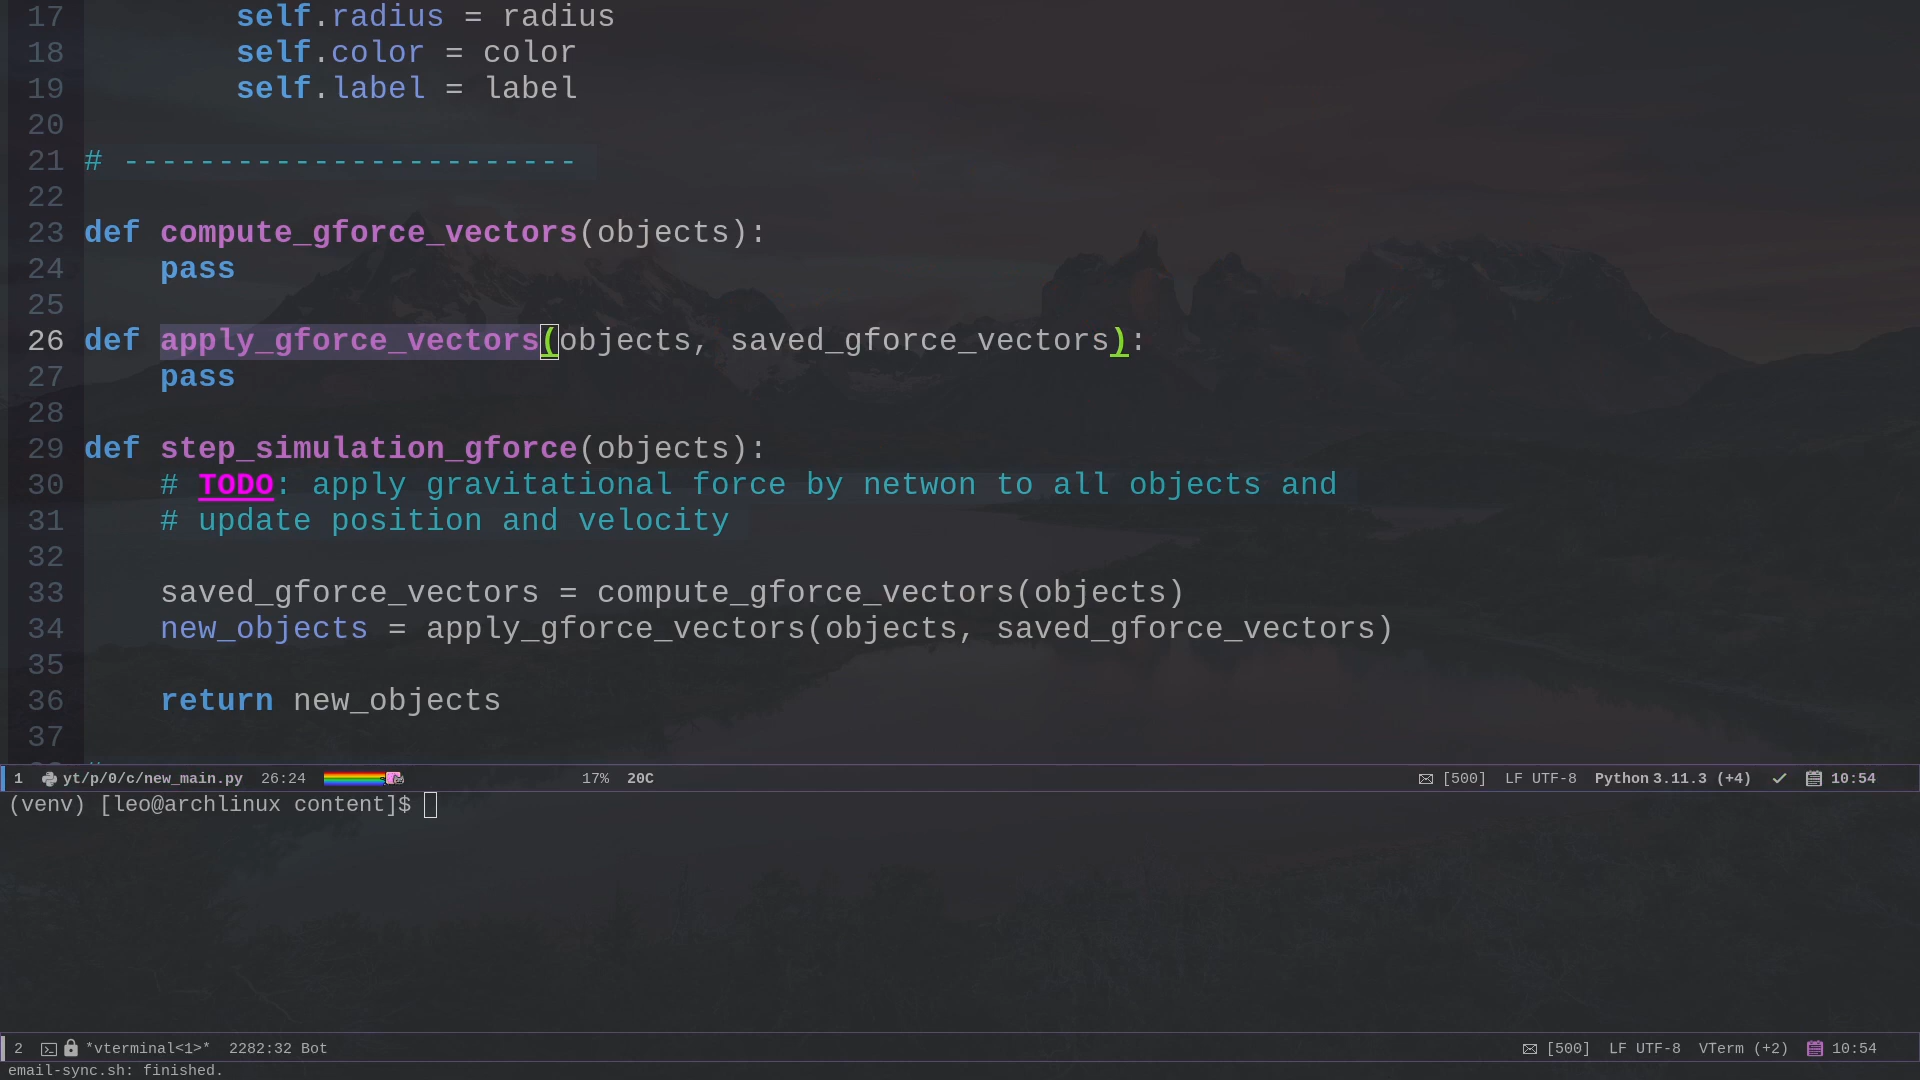 17 self.radius = radius
18 self.color = color
19 self.label = label
20
21 # ------------------------
22
23 def compute_gforce_vectors(objects):
24 pass
25
26 def apply_gforce_vectors(objects, saved_gforce_vectors):
27 pass
28
29 def step_simulation_gforce(objects):
30 # TODO: apply gravitational force by netwon to all objects and
31 # update position and velocity
32
33 saved_gforce_vectors = compute_gforce_vectors(objects)
34 new_objects = apply_gforce_vectors(objects, saved_gforce_vectors)
35
36 return new_objects
37
1 yt/p/0/c/new_main.py 26:24 17% 20C [500] LF UTF-8 Python 3.11.3 (+4) 10:54
(venv) [leo@archlinux content]$
2 *vterminal<1>* 2282:32 Bot [500] LF UTF-8 VTerm (+2) 10:54
email-sync.sh: finished.